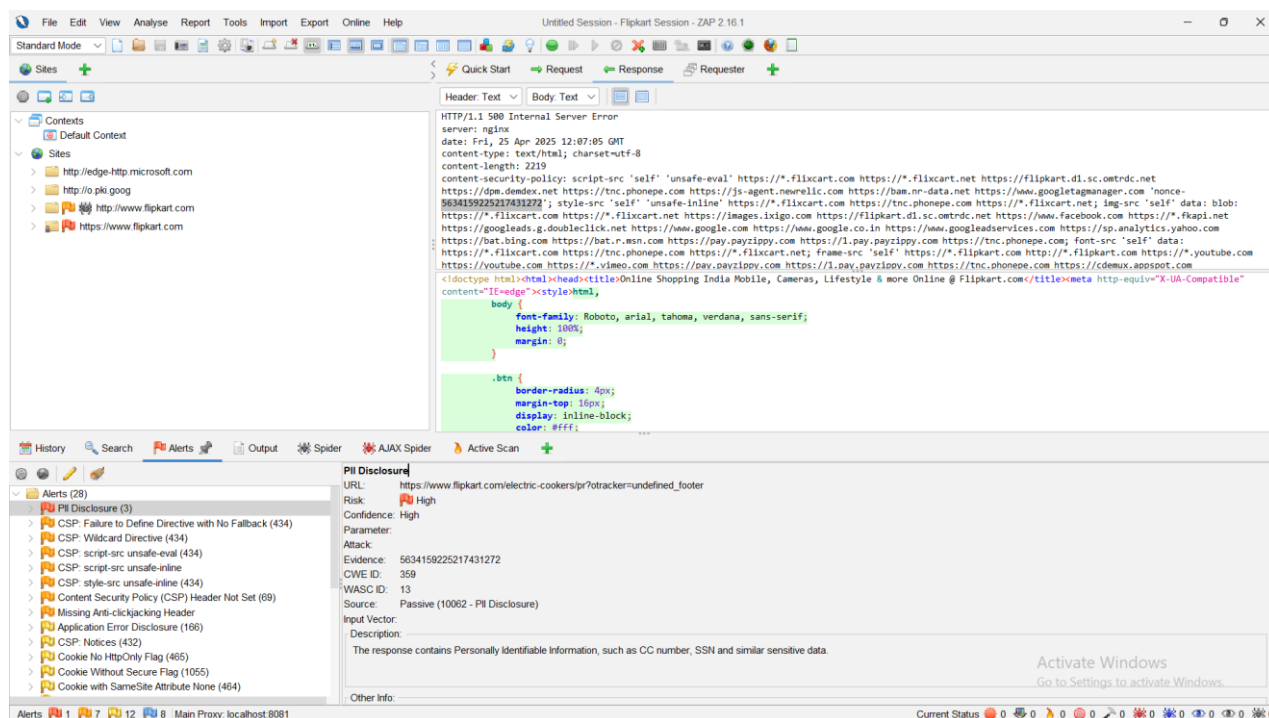 File Edit View Analyse Report Tools Import Export Online Help
Untitled Session - Flipkart Session - ZAP 2.16.1
Standard Mode
Sites
Quick Start Request Response Requester
Header: Text Body: Text
Contexts
Default Context
Sites
http://edge-http.microsoft.com
http://o.pki.goog
http://www.flipkart.com
https://www.flipkart.com
HTTP/1.1 500 Internal Server Error
server: nginx
date: Fri, 25 Apr 2025 12:07:05 GMT
content-type: text/html; charset=utf-8
content-length: 2219
content-security-policy: script-src 'self' 'unsafe-eval' https://*.flixcart.com https://*.flixcart.net https://flipkart.d1.sc.omtrdc.net
https://dpm.demdex.net https://tnc.phonepe.com https://js-agent.newrelic.com https://bam.nr-data.net https://www.googletagmanager.com 'nonce-
5634159225217431272'; style-src 'self' 'unsafe-inline' https://*.flixcart.com https://tnc.phonepe.com https://*.flixcart.net; img-src 'self' data: blob:
https://*.flixcart.com https://*.flixcart.net https://images.ixigo.com https://flipkart.d1.sc.omtrdc.net https://www.facebook.com https://*.fkapi.net
https://googleads.g.doubleclick.net https://www.google.com https://www.google.co.in https://www.googleadservices.com https://sp.analytics.yahoo.com
https://bat.bing.com https://bat.r.msn.com https://pay.payzippy.com https://1.pay.payzippy.com https://tnc.phonepe.com; font-src 'self' data:
https://*.flixcart.com https://tnc.phonepe.com https://*.flixcart.net; frame-src 'self' https://*.flipkart.com http://*.flipkart.com https://*.youtube.com
https://youtube.com https://*.vimeo.com https://pay.payzippy.com https://1.pay.payzippy.com https://tnc.phonepe.com https://cdemux.appspot.com
<!doctype html><html><head><title>Online Shopping India Mobile, Cameras, Lifestyle & more Online @ Flipkart.com</title><meta http-equiv="X-UA-Compatible"
content="IE=edge"><style>html,
body {
font-family: Roboto, arial, tahoma, verdana, sans-serif;
height: 100%;
margin: 0;
}
.btn {
border-radius: 4px;
margin-top: 16px;
display: inline-block;
color: #fff;
History Search Alerts Output Spider AJAX Spider Active Scan
Alerts (28)
PII Disclosure (3)
CSP: Failure to Define Directive with No Fallback (434)
CSP: Wildcard Directive (434)
CSP: script-src unsafe-eval (434)
CSP: script-src unsafe-inline
CSP: style-src unsafe-inline (434)
Content Security Policy (CSP) Header Not Set (69)
Missing Anti-clickjacking Header
Application Error Disclosure (166)
CSP: Notices (432)
Cookie No HttpOnly Flag (465)
Cookie Without Secure Flag (1055)
Cookie with SameSite Attribute None (464)
PII Disclosure
URL: https://www.flipkart.com/electric-cookers/pr?otracker=undefined_footer
Risk: High
Confidence: High
Parameter:
Attack:
Evidence: 5634159225217431272
CWE ID: 359
WASC ID: 13
Source: Passive (10062 - PII Disclosure)
Input Vector:
Description:
The response contains Personally Identifiable Information, such as CC number, SSN and similar sensitive data.
Other Info:
Activate Windows
Go to Settings to activate Windows.
Alerts 1 7 12 8 Main Proxy: localhost:8081
Current Status 0 0 0 0 0 0 0 0 0